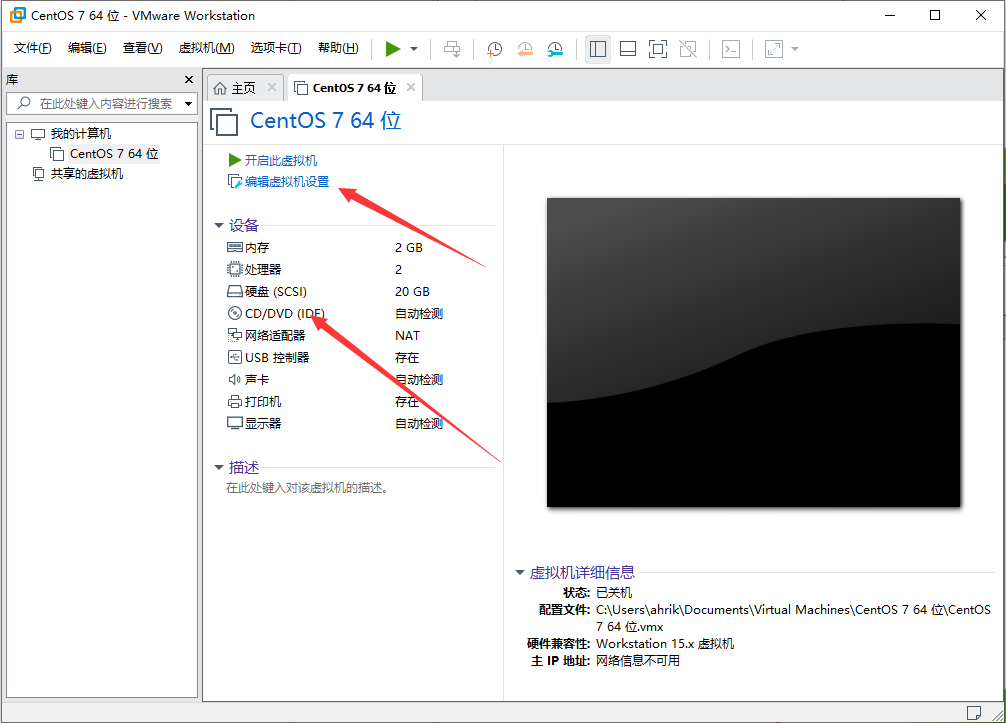 CentOS 7 64 位 - VMware Workstation
文件(F) 编辑(E) 查看(V) 虚拟机(M) 选项卡(T) 帮助(H)
库
在此处键入内容进行搜索
我的计算机
CentOS 7 64 位
共享的虚拟机
主页 CentOS 7 64 位
CentOS 7 64 位
开启此虚拟机
编辑虚拟机设置
设备
内存 2 GB
处理器 2
硬盘 (SCSI) 20 GB
CD/DVD (IDE) 自动检测
网络适配器 NAT
USB 控制器 存在
声卡 自动检测
打印机 存在
显示器 自动检测
描述
在此处键入对该虚拟机的描述。
虚拟机详细信息
状态: 已关机
配置文件: C:\Users\ahrik\Documents\Virtual Machines\CentOS 7 64 位\CentOS
7 64 位.vmx
硬件兼容性: Workstation 15.x 虚拟机
主 IP 地址: 网络信息不可用